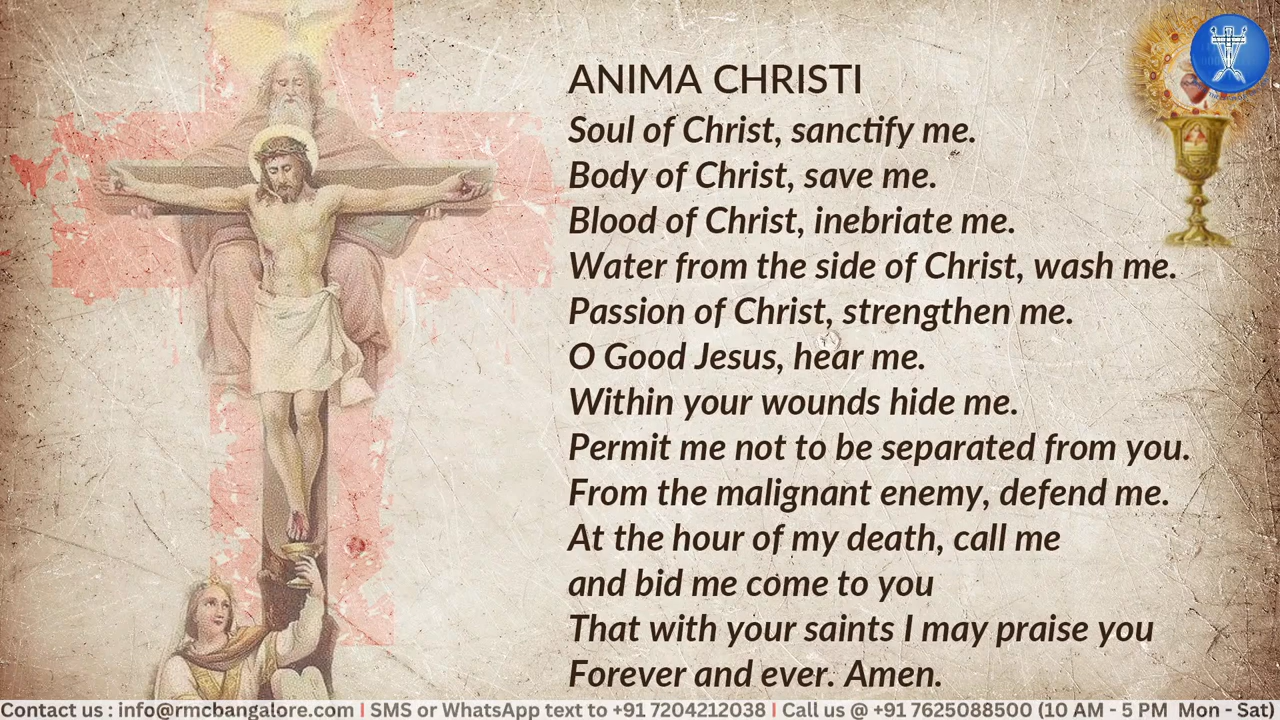 ANIMA CHRISTI
Soul of Christ, sanctify me.
Body of Christ, save me.
Blood of Christ, inebriate me.
Water from the side of Christ, wash me.
Passion of Christ, strengthen me.
O Good Jesus, hear me.
Within your wounds hide me.
Permit me not to be separated from you.
From the malignant enemy, defend me.
At the hour of my death, call me
and bid me come to you
That with your saints I may praise you
Forever and ever. Amen.
Contact us : info@rmcbangalore.com I SMS or WhatsApp text to +91 7204212038 I Call us @ +91 7625088500 (10 AM - 5 PM Mon - Sat)